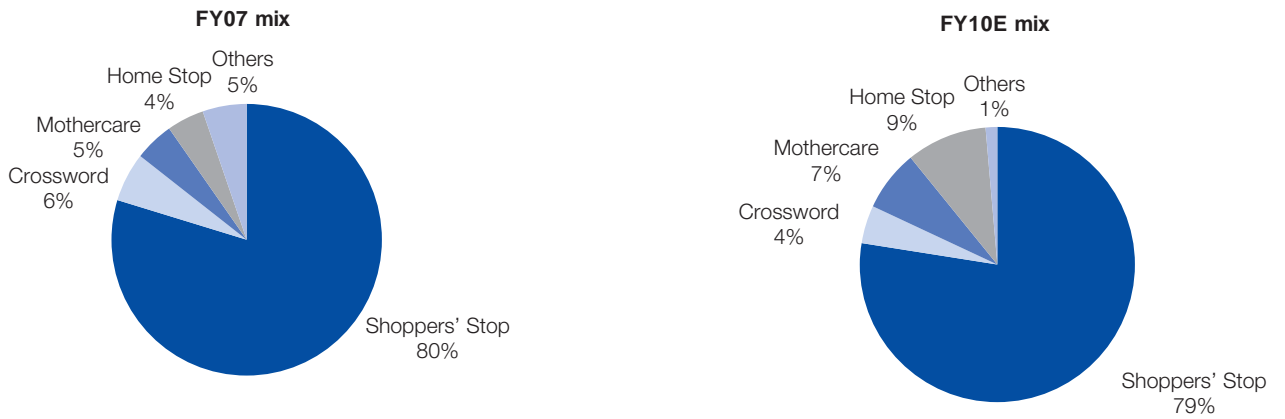 FY07 mix
Others
5%
Home Stop
4%
Mothercare
5%
Crossword
6%
Shoppers' Stop
80%
FY10E mix
Others
1%
Home Stop
9%
Mothercare
7%
Crossword
4%
Shoppers' Stop
79%